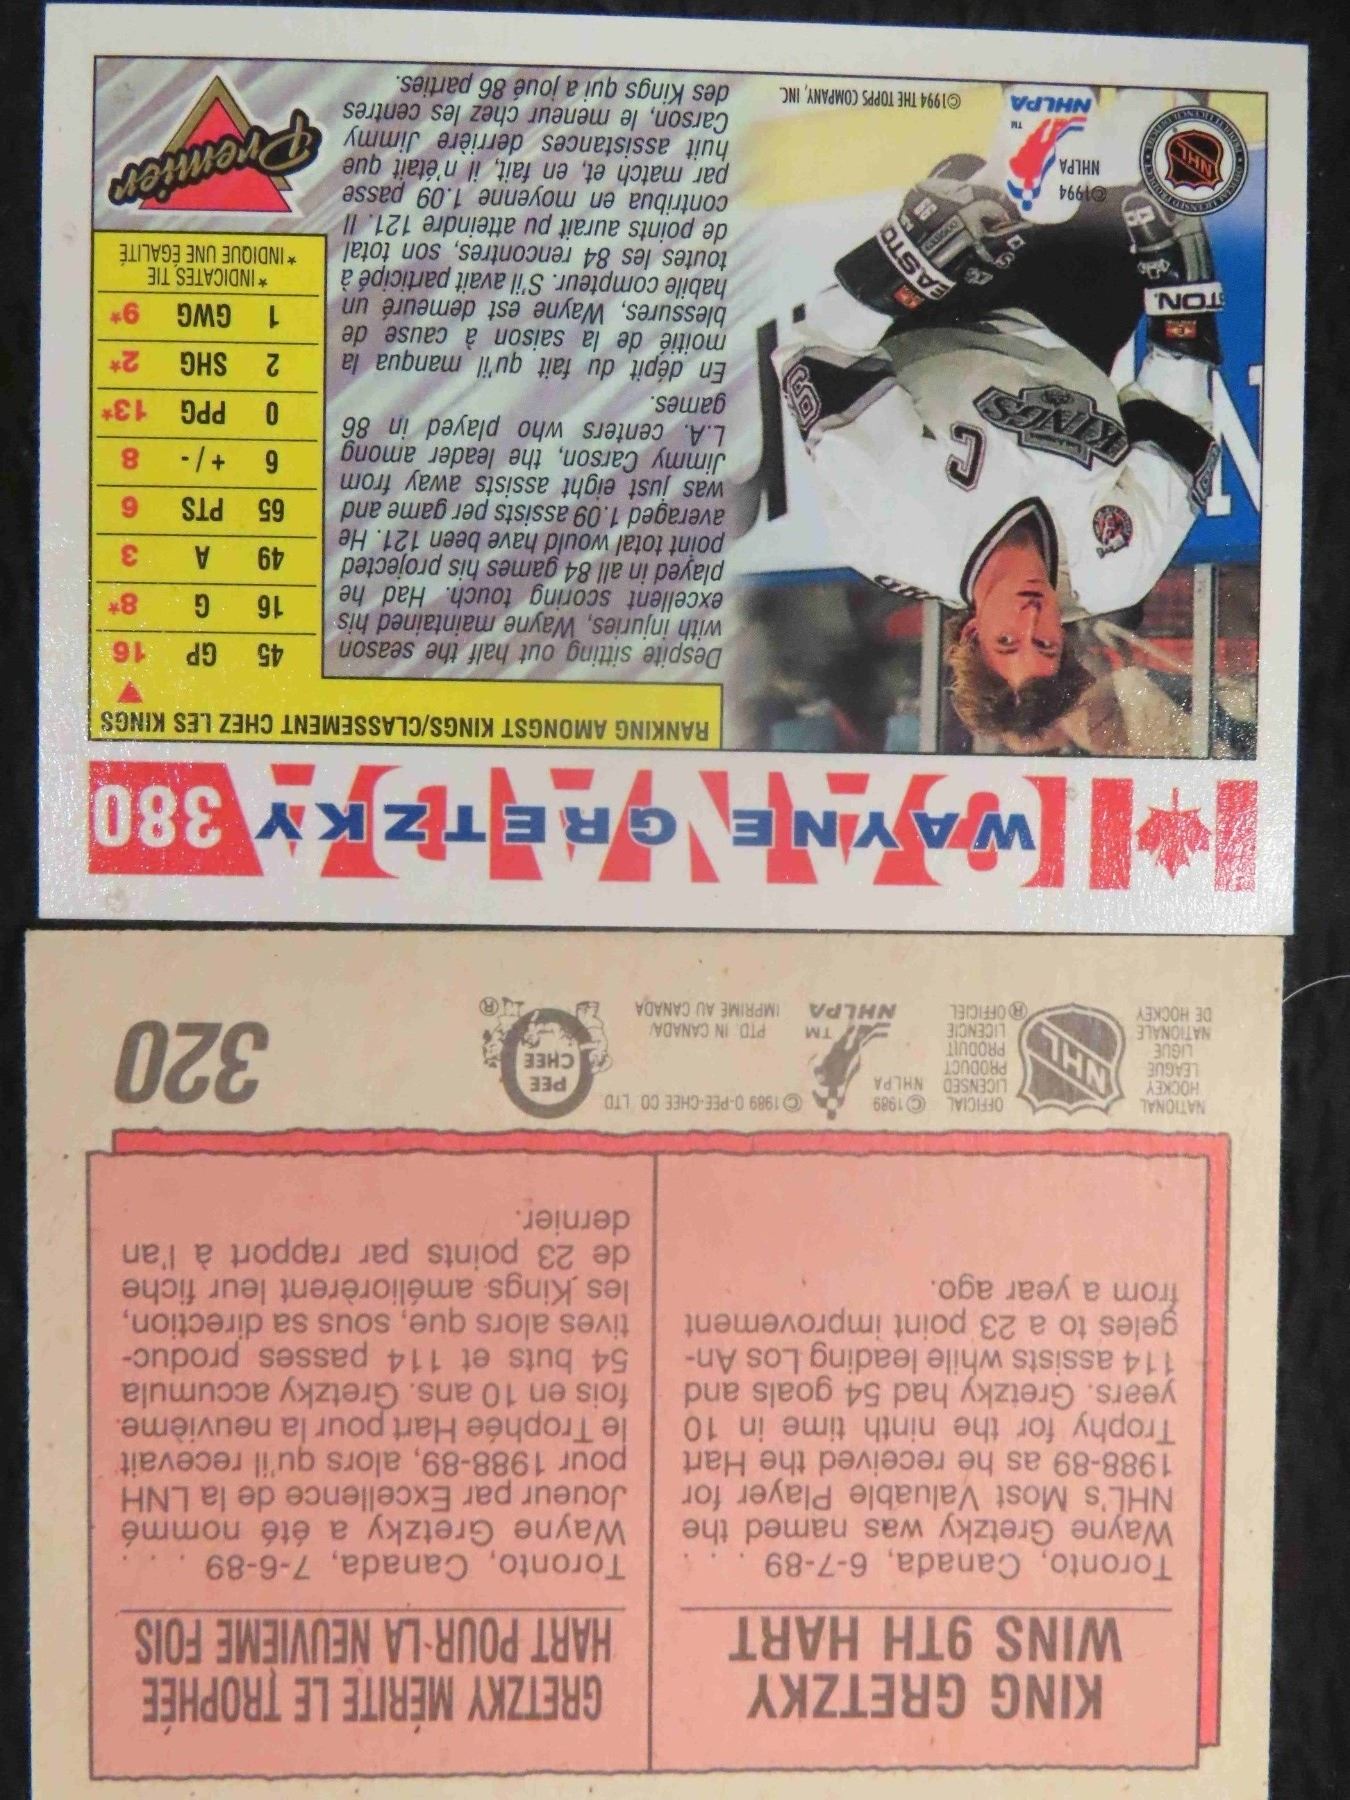 KING GRETZKY
WINS 9TH HART
Toronto, Canada, 6-7-89 . . .
Wayne Gretzky was named the
NHL's Most Valuable Player for
1988-89 as he received the Hart
Trophy for the ninth time in 10
years. Gretzky had 54 goals and
114 assists while leading Los An-
geles to a 23 point improvement
from a year ago.
GRETZKY MÉRITE LE TROPHÉE
HART POUR LA NEUVIEME FOIS
Toronto, Canada, 7-6-89 . . . .
Wayne Gretzky a été nommé
Joueur par Excellence de la LNH
pour 1988-89, alors qu'il recevait
le Trophée Hart pour la neuvième
fois en 10 ans. Gretzky accumula
54 buts et 114 passes produc-
tives alors que, sous sa direction,
les Kings améliorèrent leur fiche
de 23 points par rapport à l'an
dernier.
NATIONAL
HOCKEY
LEAGUE
LIGUE
NATIONALE
DE HOCKEY
NHL
®
OFFICIAL
LICENSED
PRODUCT
PRODUIT
LICENCIE
OFFICIEL
© 1989
NHLPA
TM
NHLPA
© 1989 O-PEE-CHEE CO. LTD.
PTD. IN CANADA/
IMPRIMÉ AU CANADA
O
PEE
CHEE
®
320
CANADA
WAYNE GRETZKY
380
RANKING AMONGST KINGS/CLASSEMENT CHEZ LES KINGS
45 GP 16
16 G 8*
49 A 3
65 PTS 6
6 +/- 8
0 PPG 13*
2 SHG 2*
1 GWG 9*
* INDICATES TIE
* INDIQUE UNE ÉGALITÉ
Despite sitting out half the season
with injuries, Wayne maintained his
excellent scoring touch. Had he
played in all 84 games his projected
point total would have been 121. He
averaged 1.09 assists per game and
was just eight assists away from
Jimmy Carson, the leader among
L.A. centers who played in 86
games.
En dépit du fait qu'il manqua la
moitié de la saison à cause de
blessures, Wayne est demeuré un
habile compteur. S'il avait participé à
toutes les 84 rencontres, son total
de points aurait pu atteindre 121. Il
contribua en moyenne 1.09 passe
par match et, en fait, il n'était que
huit assistances derrière Jimmy
Carson, le meneur chez les centres
des Kings qui a joué 86 parties.
Premier
C
KINGS
EASTON
STON.
99
NHL
©1994
NHLPA
TM
NHLPA
©1994 THE TOPPS COMPANY, INC.